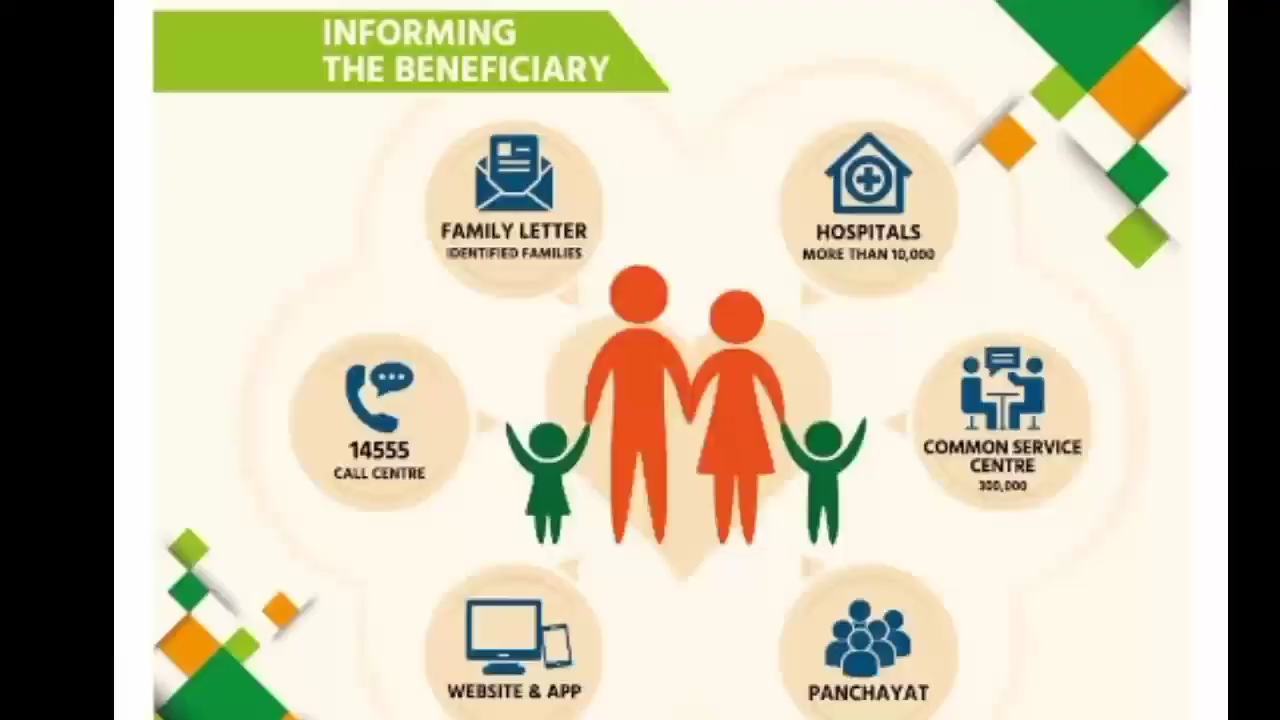 INFORMING
THE BENEFICIARY
FAMILY LETTER
IDENTIFIED FAMILIES
HOSPITALS
MORE THAN 10,000
14555
CALL CENTRE
COMMON SERVICE
CENTRE
300,000
WEBSITE & APP
PANCHAYAT